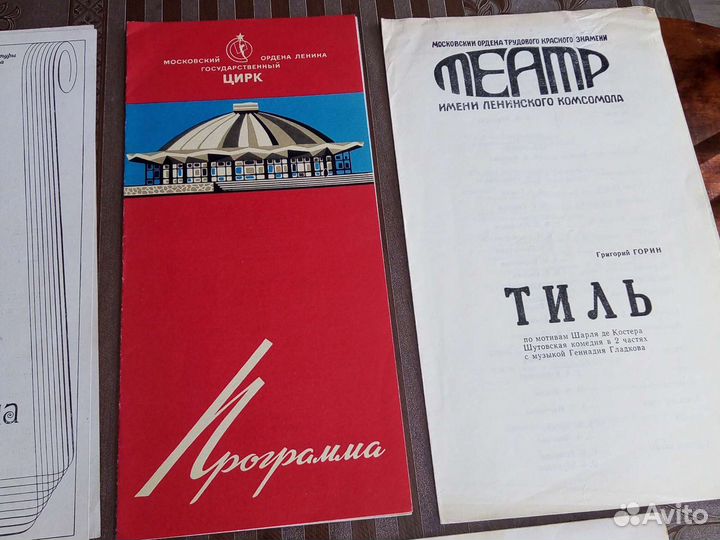 МОСКОВСКИЙ ОРДЕНА ЛЕНИНА
ГОСУДАРСТВЕННЫЙ
ЦИРК
Программа
МОСКОВСКИЙ ОРДЕНА ТРУДОВОГО КРАСНОГО ЗНАМЕНИ
ТЕАТР
ИМЕНИ ЛЕНИНСКОГО КОМСОМОЛА
Григорий ГОРИН
ТИЛЬ
по мотивам Шарля де Костера
Шутовская комедия в 2 частях
с музыкой Геннадия Гладкова
Avito